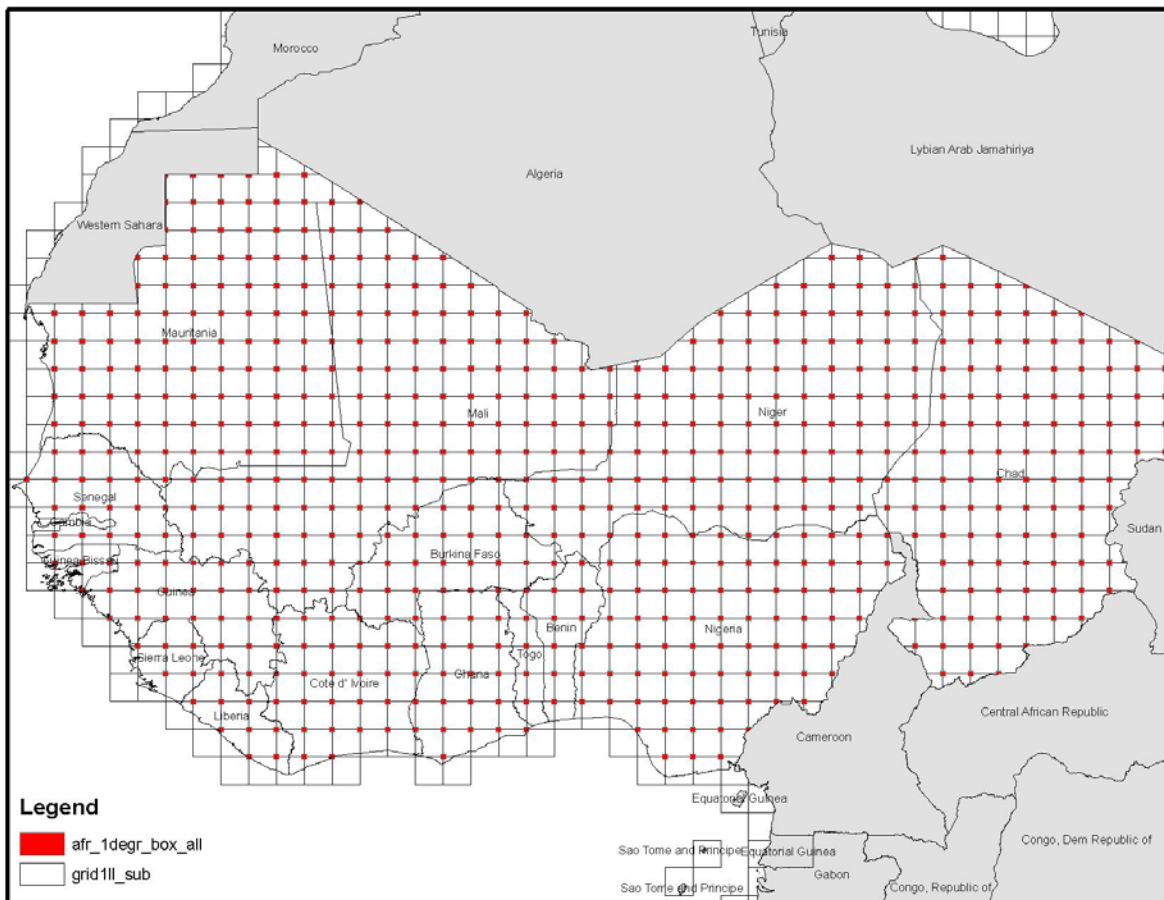 Morocco
Tunisia
Algeria
Lybian Arab Jamahiriya
Western Sahara
Mauritania
Mali
Niger
Chad
Senegal
Gambia
Sudan
Guinea Bissau
Burkina Faso
Guinea
Benin
Nigeria
Sierra Leone
Togo
Ghana
Cote d' Ivoire
Liberia
Central African Republic
Cameroon
Equatorial Guinea
Legend
afr_1degr_box_all
grid1ll_sub
Sao Tome and Principe
Equatorial Guinea
Congo, Dem Republic of
Gabon
Sao Tome and Principe
Congo, Republic of